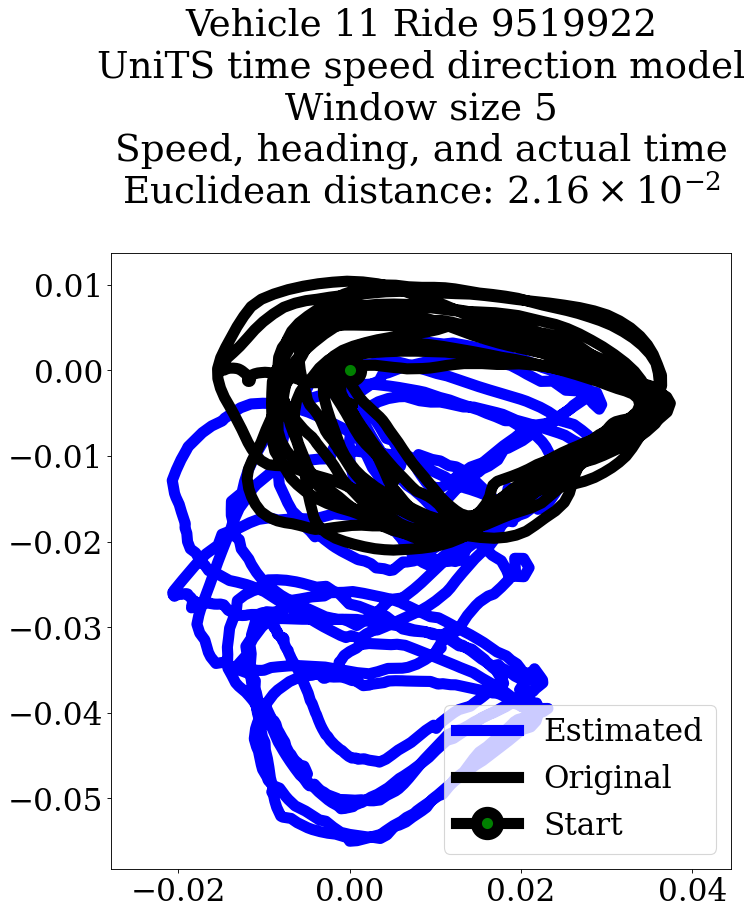 Vehicle 11 Ride 9519922
UniTS time speed direction model
Window size 5
Speed, heading, and actual time
Euclidean distance: 2.16 × 10⁻²
0.01
0.00
−0.01
−0.02
−0.03
−0.04
−0.05
Estimated
Original
Start
−0.02
0.00
0.02
0.04